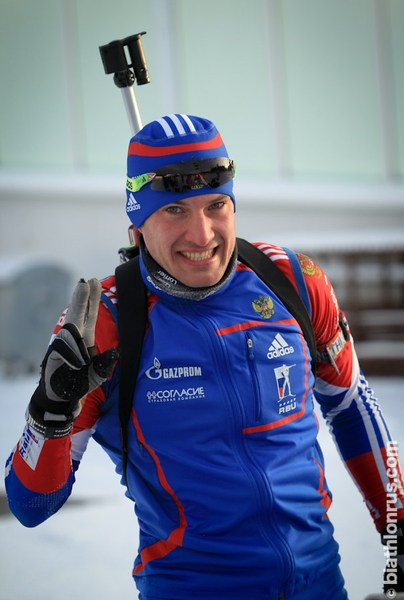 adidas
GAZPROM
СОГЛАСИЕ
adidas
RBU
© biathlonrus.com